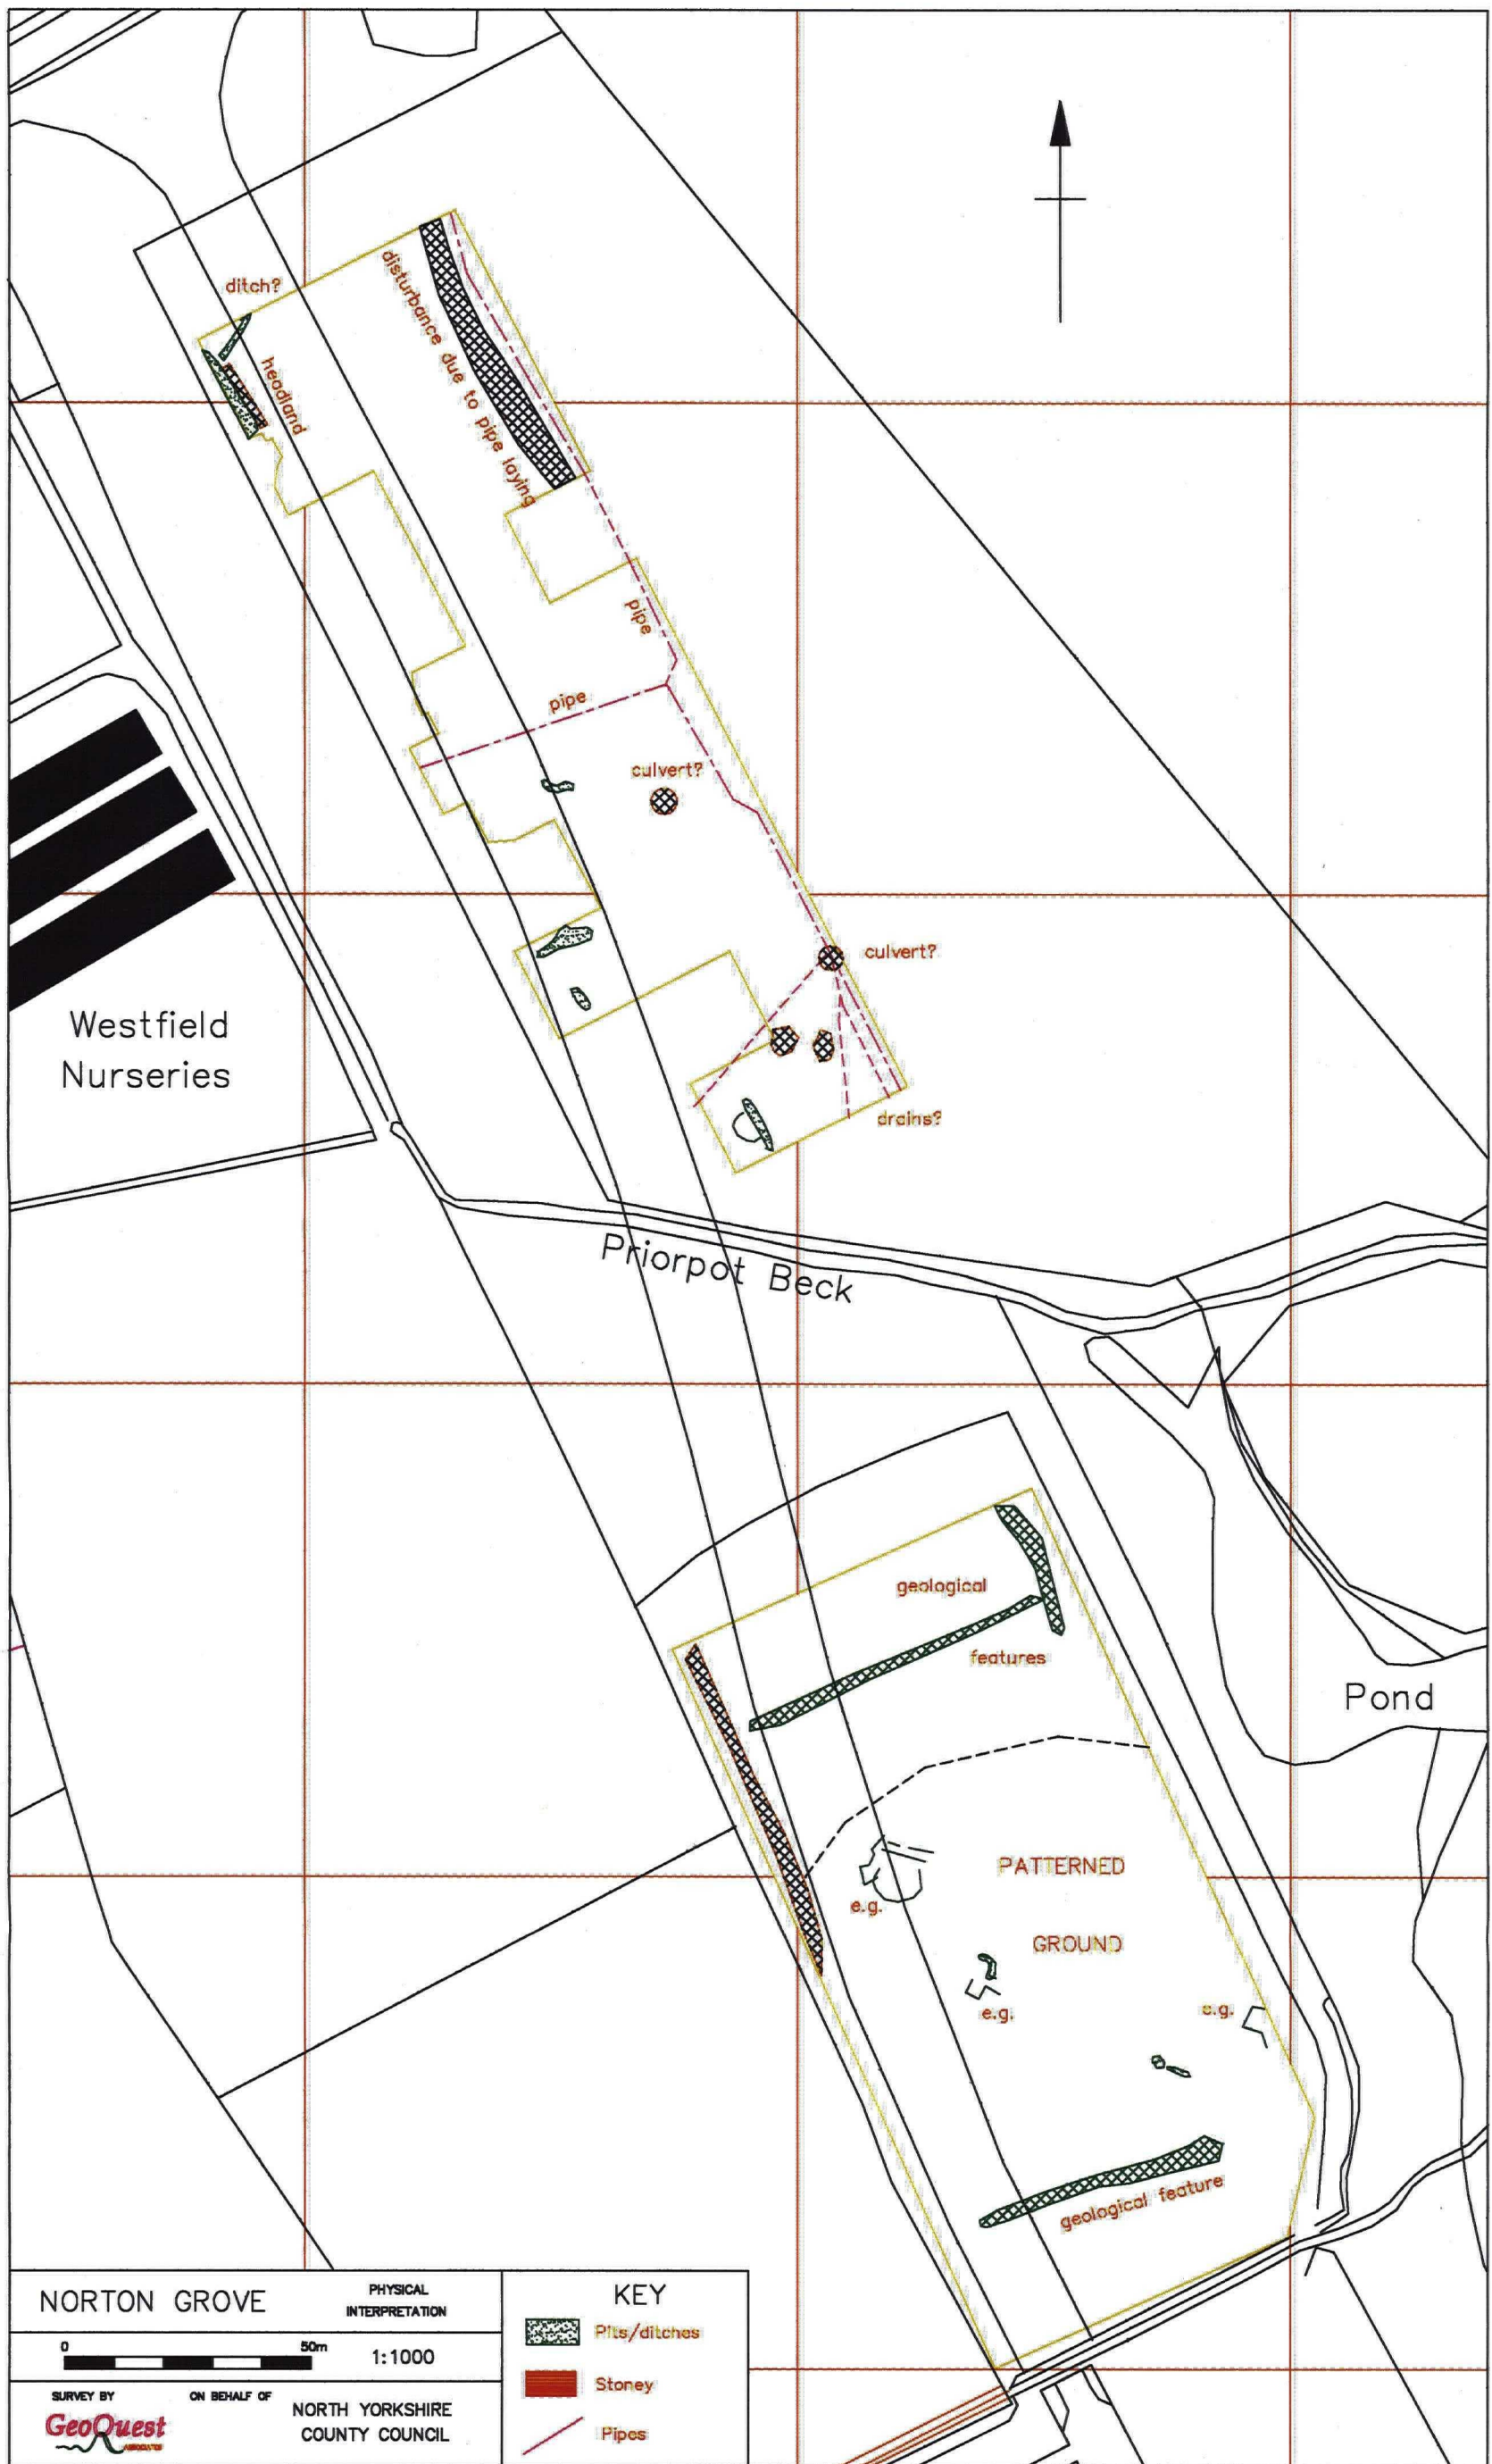 ditch?
headland
disturbance due to pipe laying
pipe
pipe
culvert?
culvert?
drains?
Westfield
Nurseries
Priorpot Beck
geological
features
Pond
PATTERNED
GROUND
e.g.
e.g.
e.g.
geological feature
NORTON GROVE
PHYSICAL
INTERPRETATION
0 50m
1:1000
SURVEY BY
GeoQuest
ASSOCIATES
ON BEHALF OF
NORTH YORKSHIRE
COUNTY COUNCIL
KEY
Pits/ditches
Stoney
Pipes